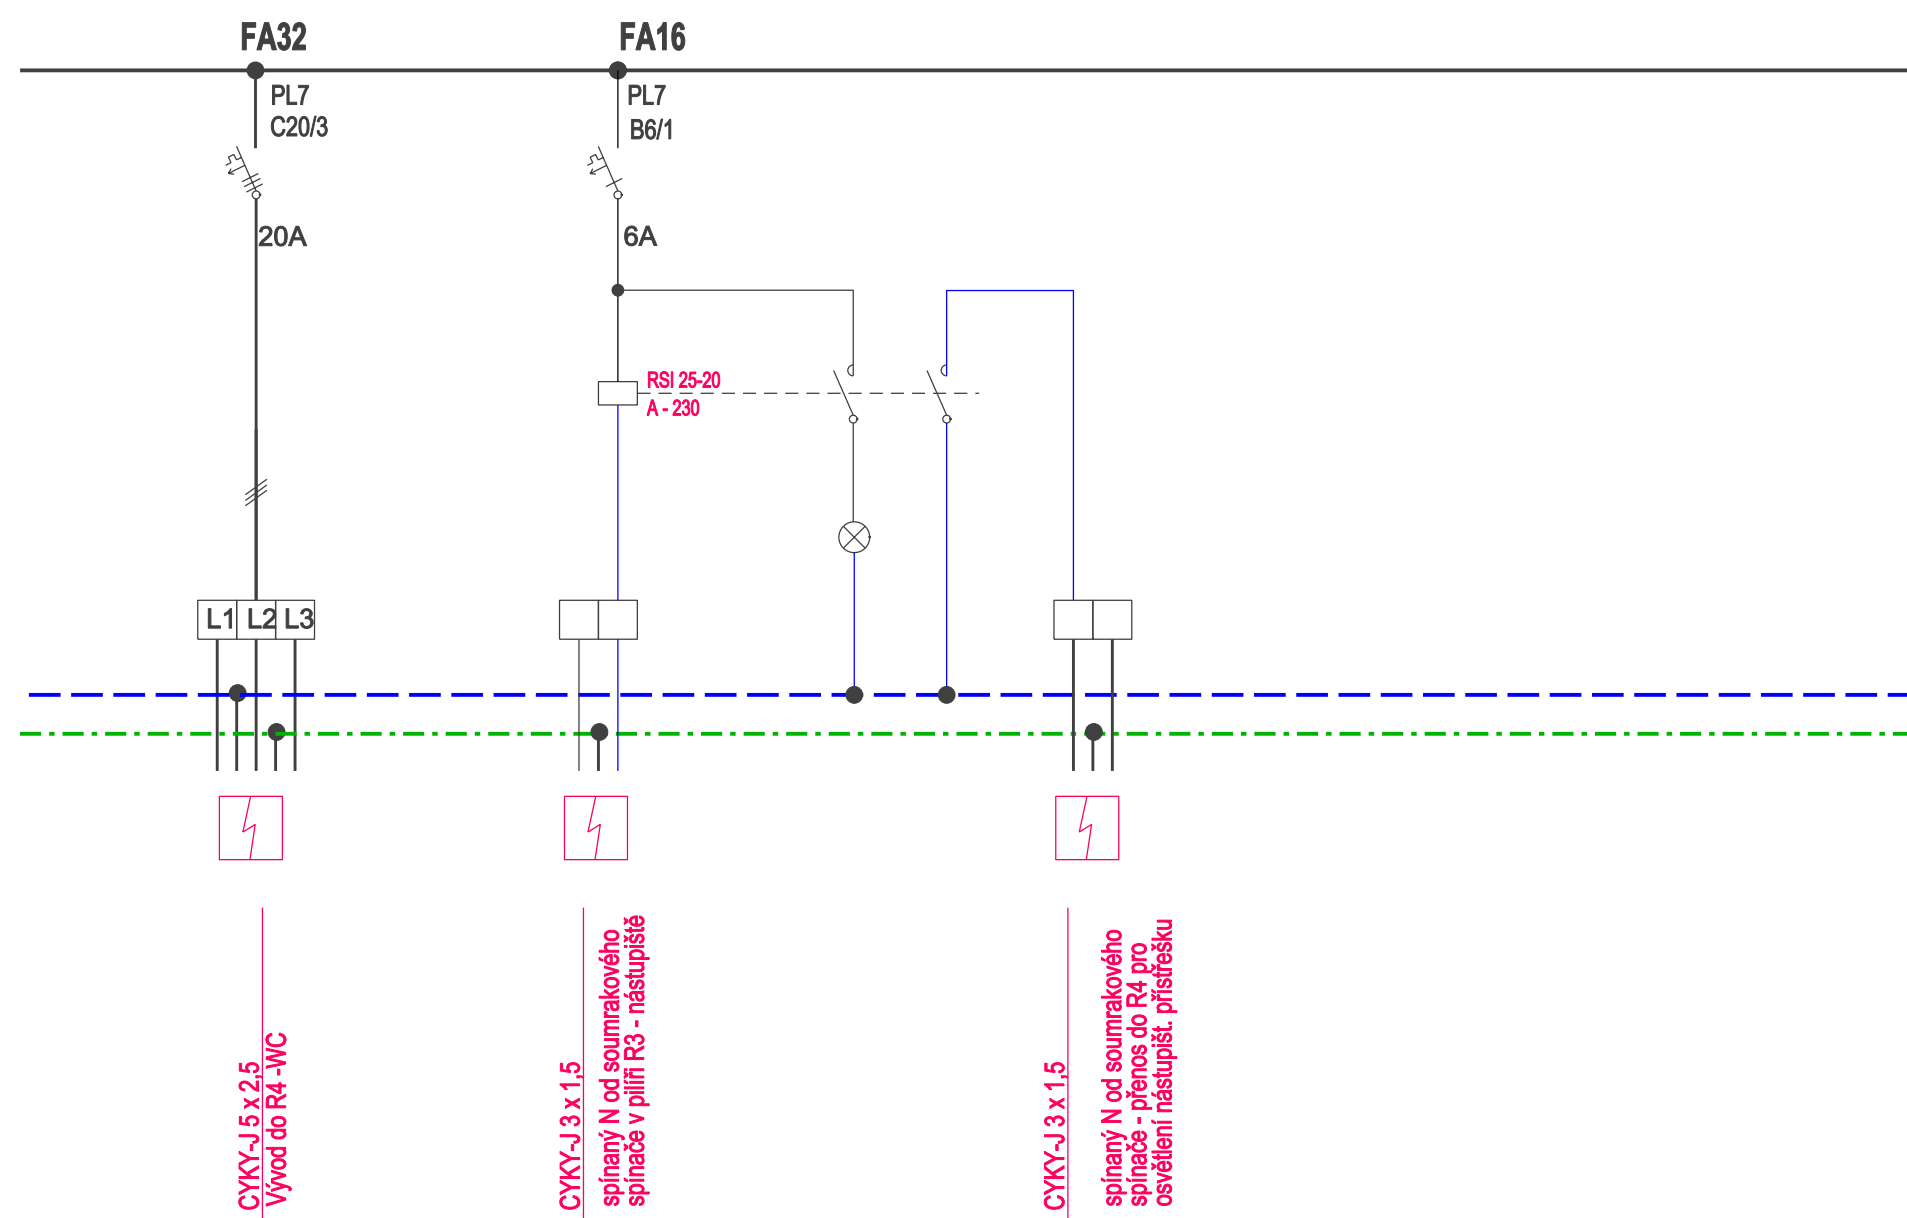 FA32
FA16
PL7
C20/3
PL7
B6/1
20A
6A
RSI 25-20
A - 230
L1 L2 L3
CYKY-J 5 x 2,5
Vývod do R4 -WC
CYKY-J 3 x 1,5
spínaný N od soumrakového
spínače v pilíři R3 - nástupiště
CYKY-J 3 x 1,5
spínaný N od soumrakového
spínače - přenos do R4 pro
osvětlení nástupišt. přístřešku